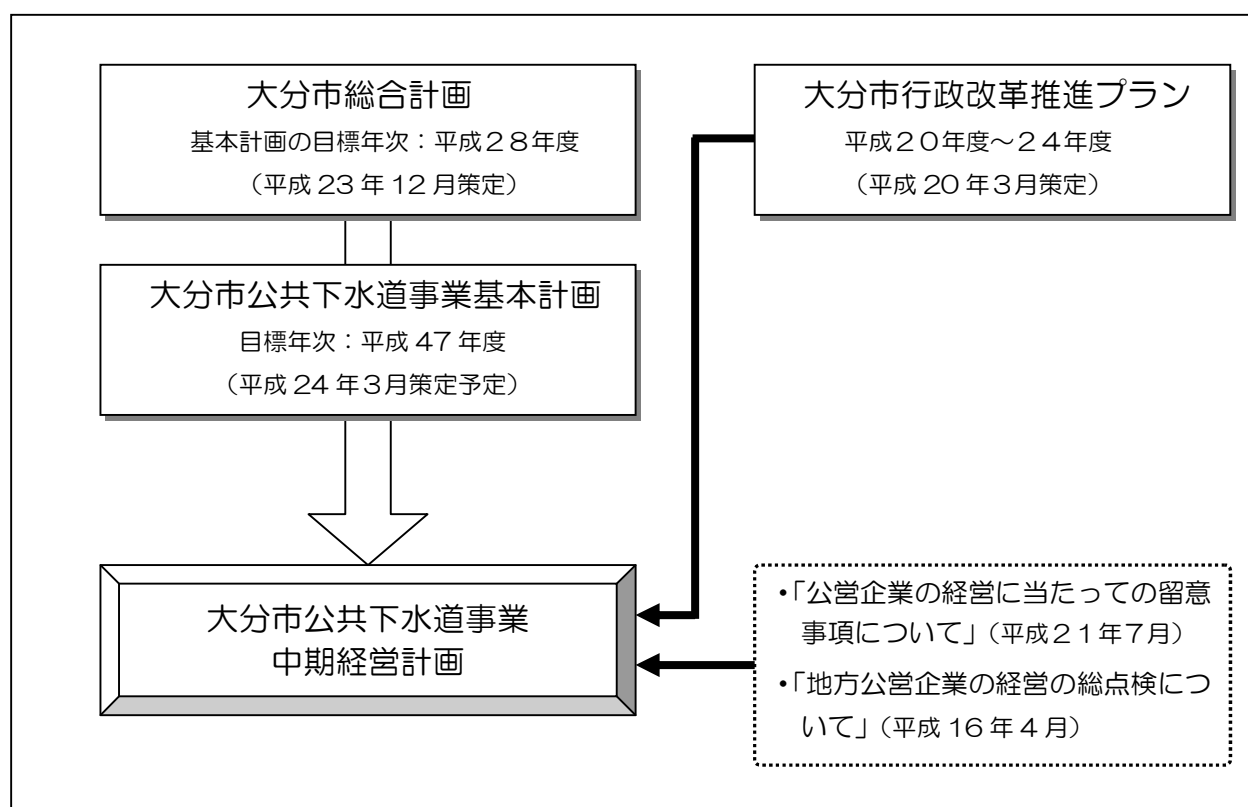 大分市総合計画
基本計画の目標年次：平成２８年度
（平成 23 年 12 月策定）
大分市行政改革推進プラン
平成２０年度～２４年度
（平成 20 年３月策定）
大分市公共下水道事業基本計画
目標年次：平成 47 年度
（平成 24 年３月策定予定）
大分市公共下水道事業
中期経営計画
・「公営企業の経営に当たっての留意
事項について」（平成２１年７月）
・「地方公営企業の経営の総点検につ
いて」（平成 16 年 4 月）